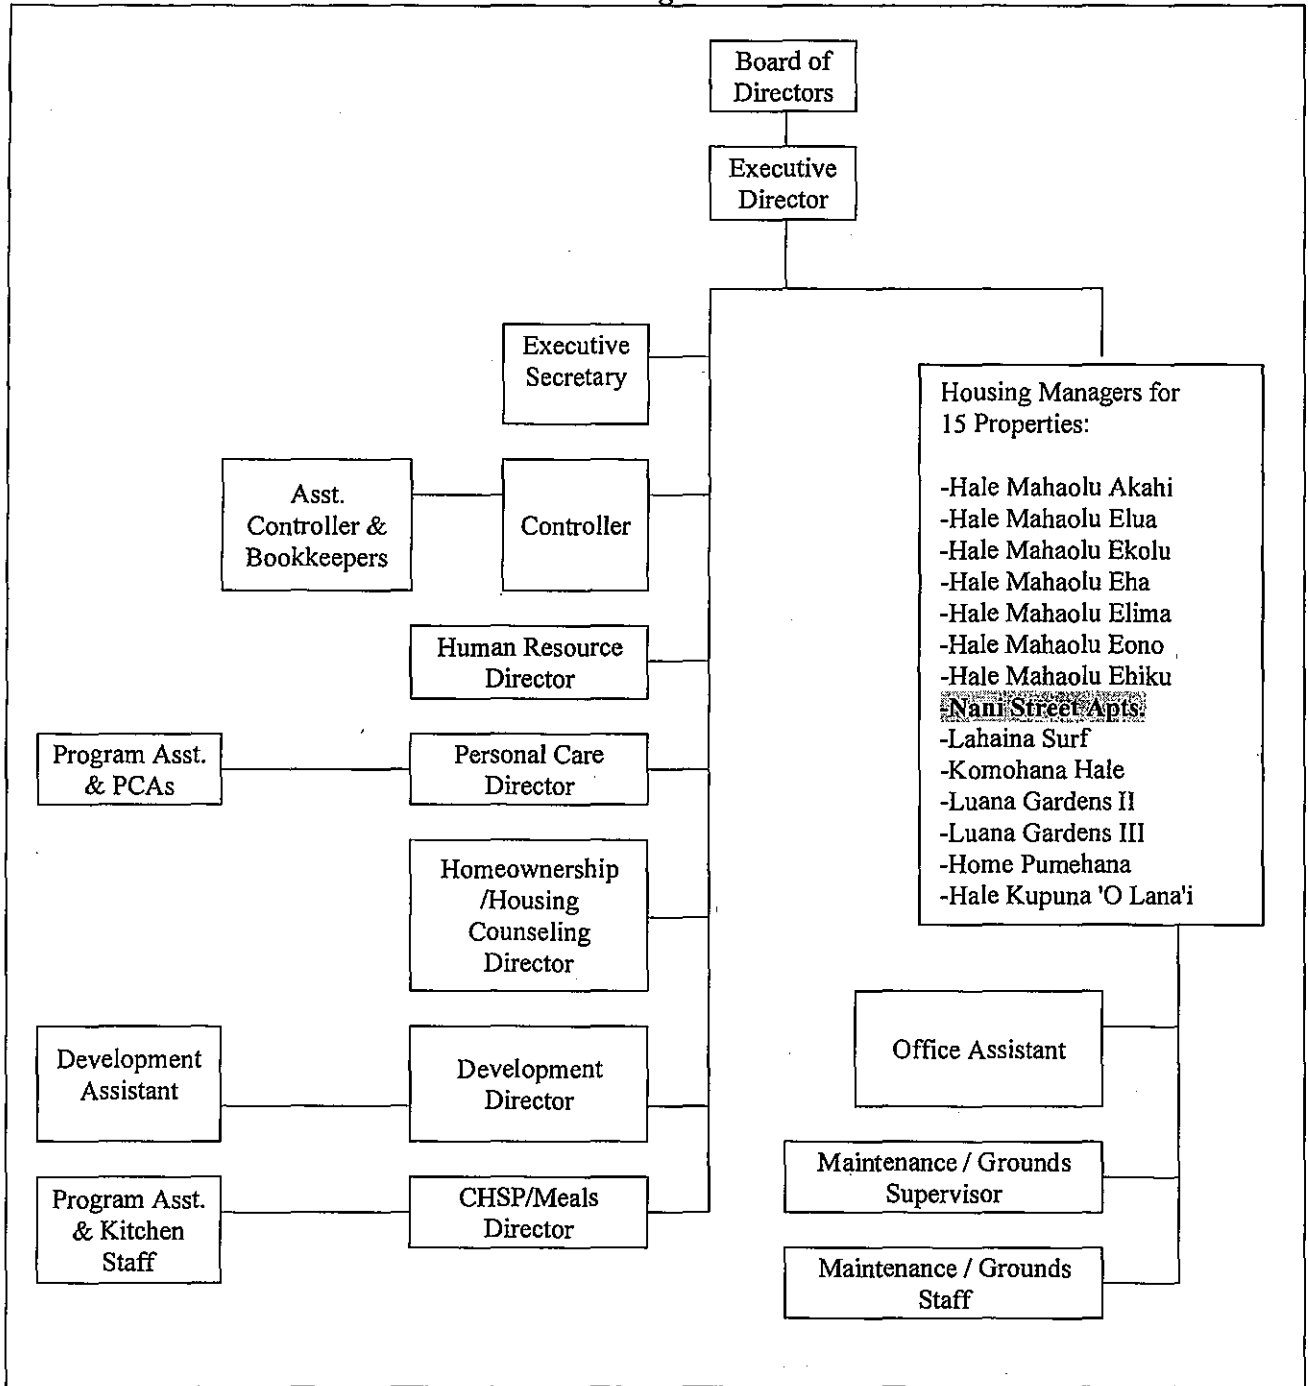 Board of
Directors
Executive
Director
Executive
Secretary
Asst.
Controller &
Bookkeepers
Controller
Human Resource
Director
Program Asst.
& PCAs
Personal Care
Director
Homeownership
/Housing
Counseling
Director
Development
Assistant
Development
Director
Program Asst.
& Kitchen
Staff
CHSP/Meals
Director
Housing Managers for
15 Properties:
-Hale Mahaolu Akahi
-Hale Mahaolu Elua
-Hale Mahaolu Ekolu
-Hale Mahaolu Eha
-Hale Mahaolu Elima
-Hale Mahaolu Eono
-Hale Mahaolu Ehiku
-Nani Street Apts.
-Lahaina Surf
-Komohana Hale
-Luana Gardens II
-Luana Gardens III
-Home Pumehana
-Hale Kupuna 'O Lana'i
Office Assistant
Maintenance / Grounds
Supervisor
Maintenance / Grounds
Staff